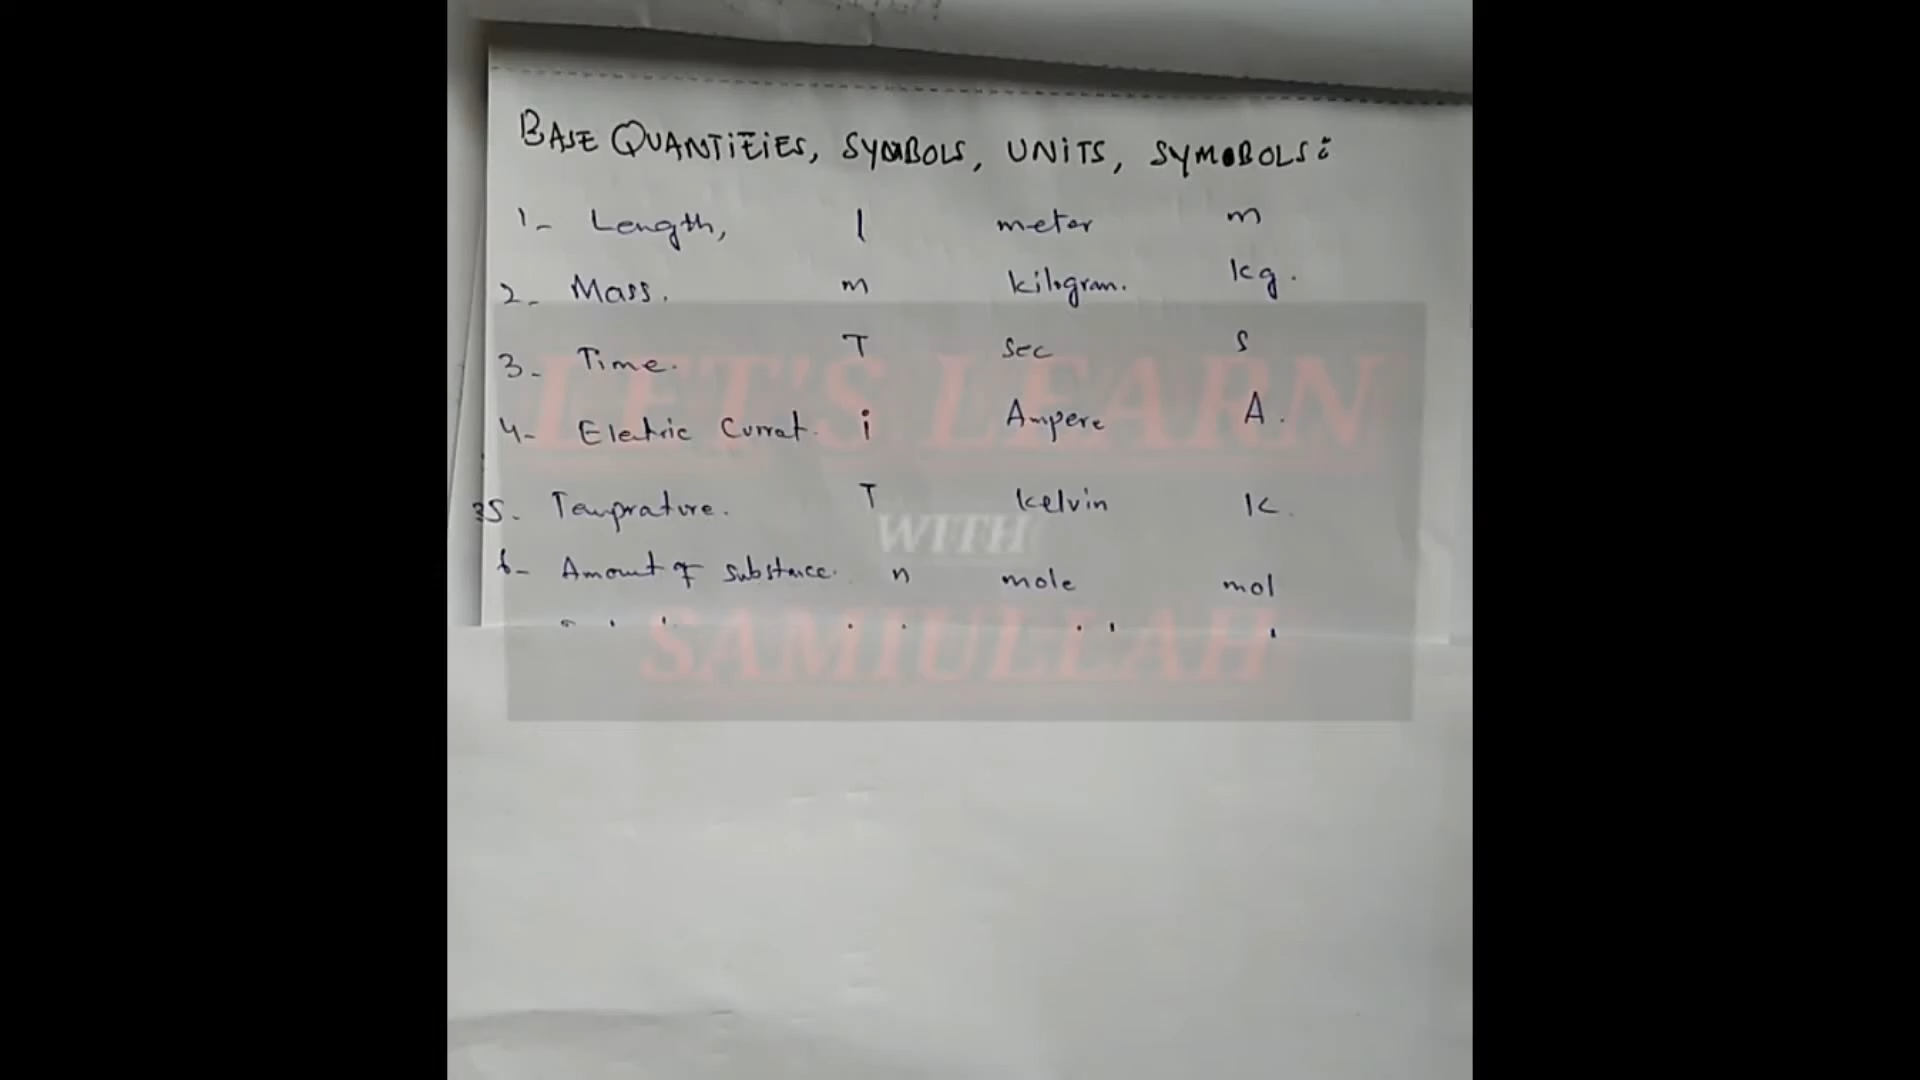 BASE QUANTITIES, SYMBOLS, UNITS, SYMBOLS:
1- Length, l meter m
2- Mass. m kilogram. kg.
3- Time. T sec s
4- Electric Currat. i Ampere A.
5. Temprature. T kelvin K.
6- Amount of substance. n mole mol
LET'S LEARN
WITH
SAMIULLAH